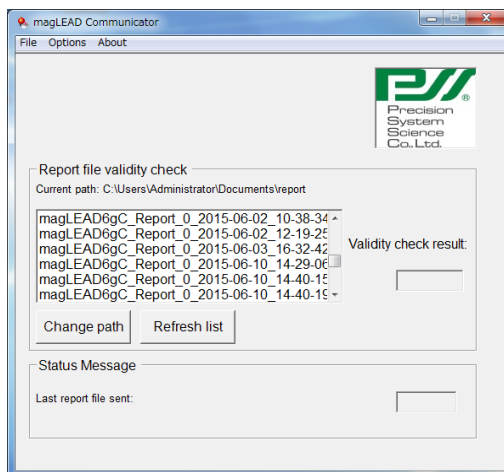 magLEAD Communicator
File Options About
PSS®
Precision
System
Science
Co.Ltd.
Report file validity check
Current path: C:\Users\Administrator\Documents\report
magLEAD6gC_Report_0_2015-06-02_10-38-34
magLEAD6gC_Report_0_2015-06-02_12-19-25
magLEAD6gC_Report_0_2015-06-03_16-32-42
magLEAD6gC_Report_0_2015-06-10_14-29-06
magLEAD6gC_Report_0_2015-06-10_14-40-15
magLEAD6gC_Report_0_2015-06-10_14-40-19
Validity check result:
Change path
Refresh list
Status Message
Last report file sent: